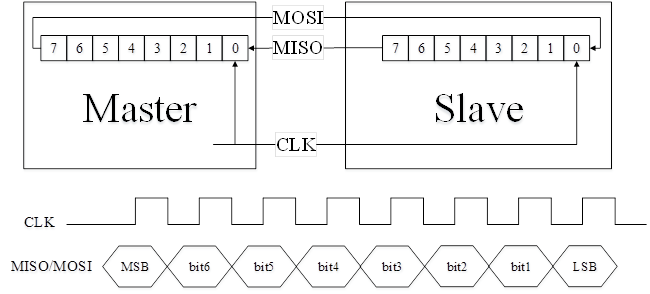 MOSI
7 6 5 4 3 2 1 0 MISO 7 6 5 4 3 2 1 0
Master Slave
CLK
CLK
MISO/MOSI MSB bit6 bit5 bit4 bit3 bit2 bit1 LSB